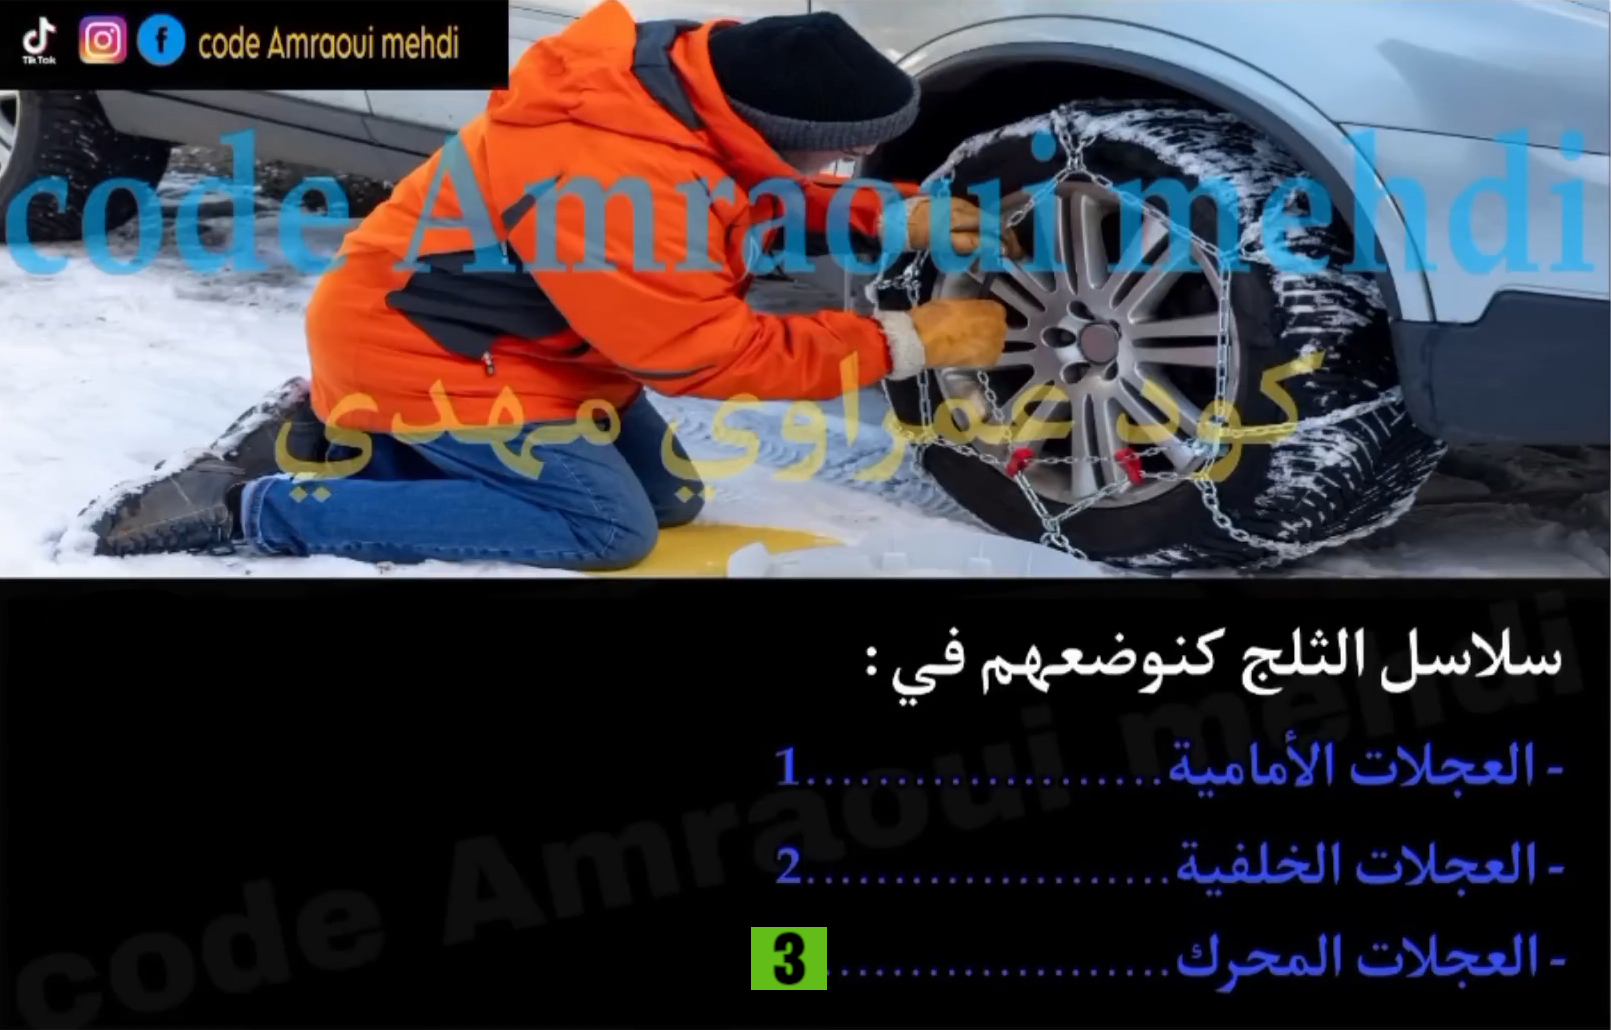 TikTok
code Amraoui mehdi
code Amraoui mehdi
كود عمراوي مهدي
سلاسل الثلج كنوضعهم في :
- العجلات الأمامية.....................1
- العجلات الخلفية.....................2
- العجلات المحرك.....................3
code Amraoui mehdi